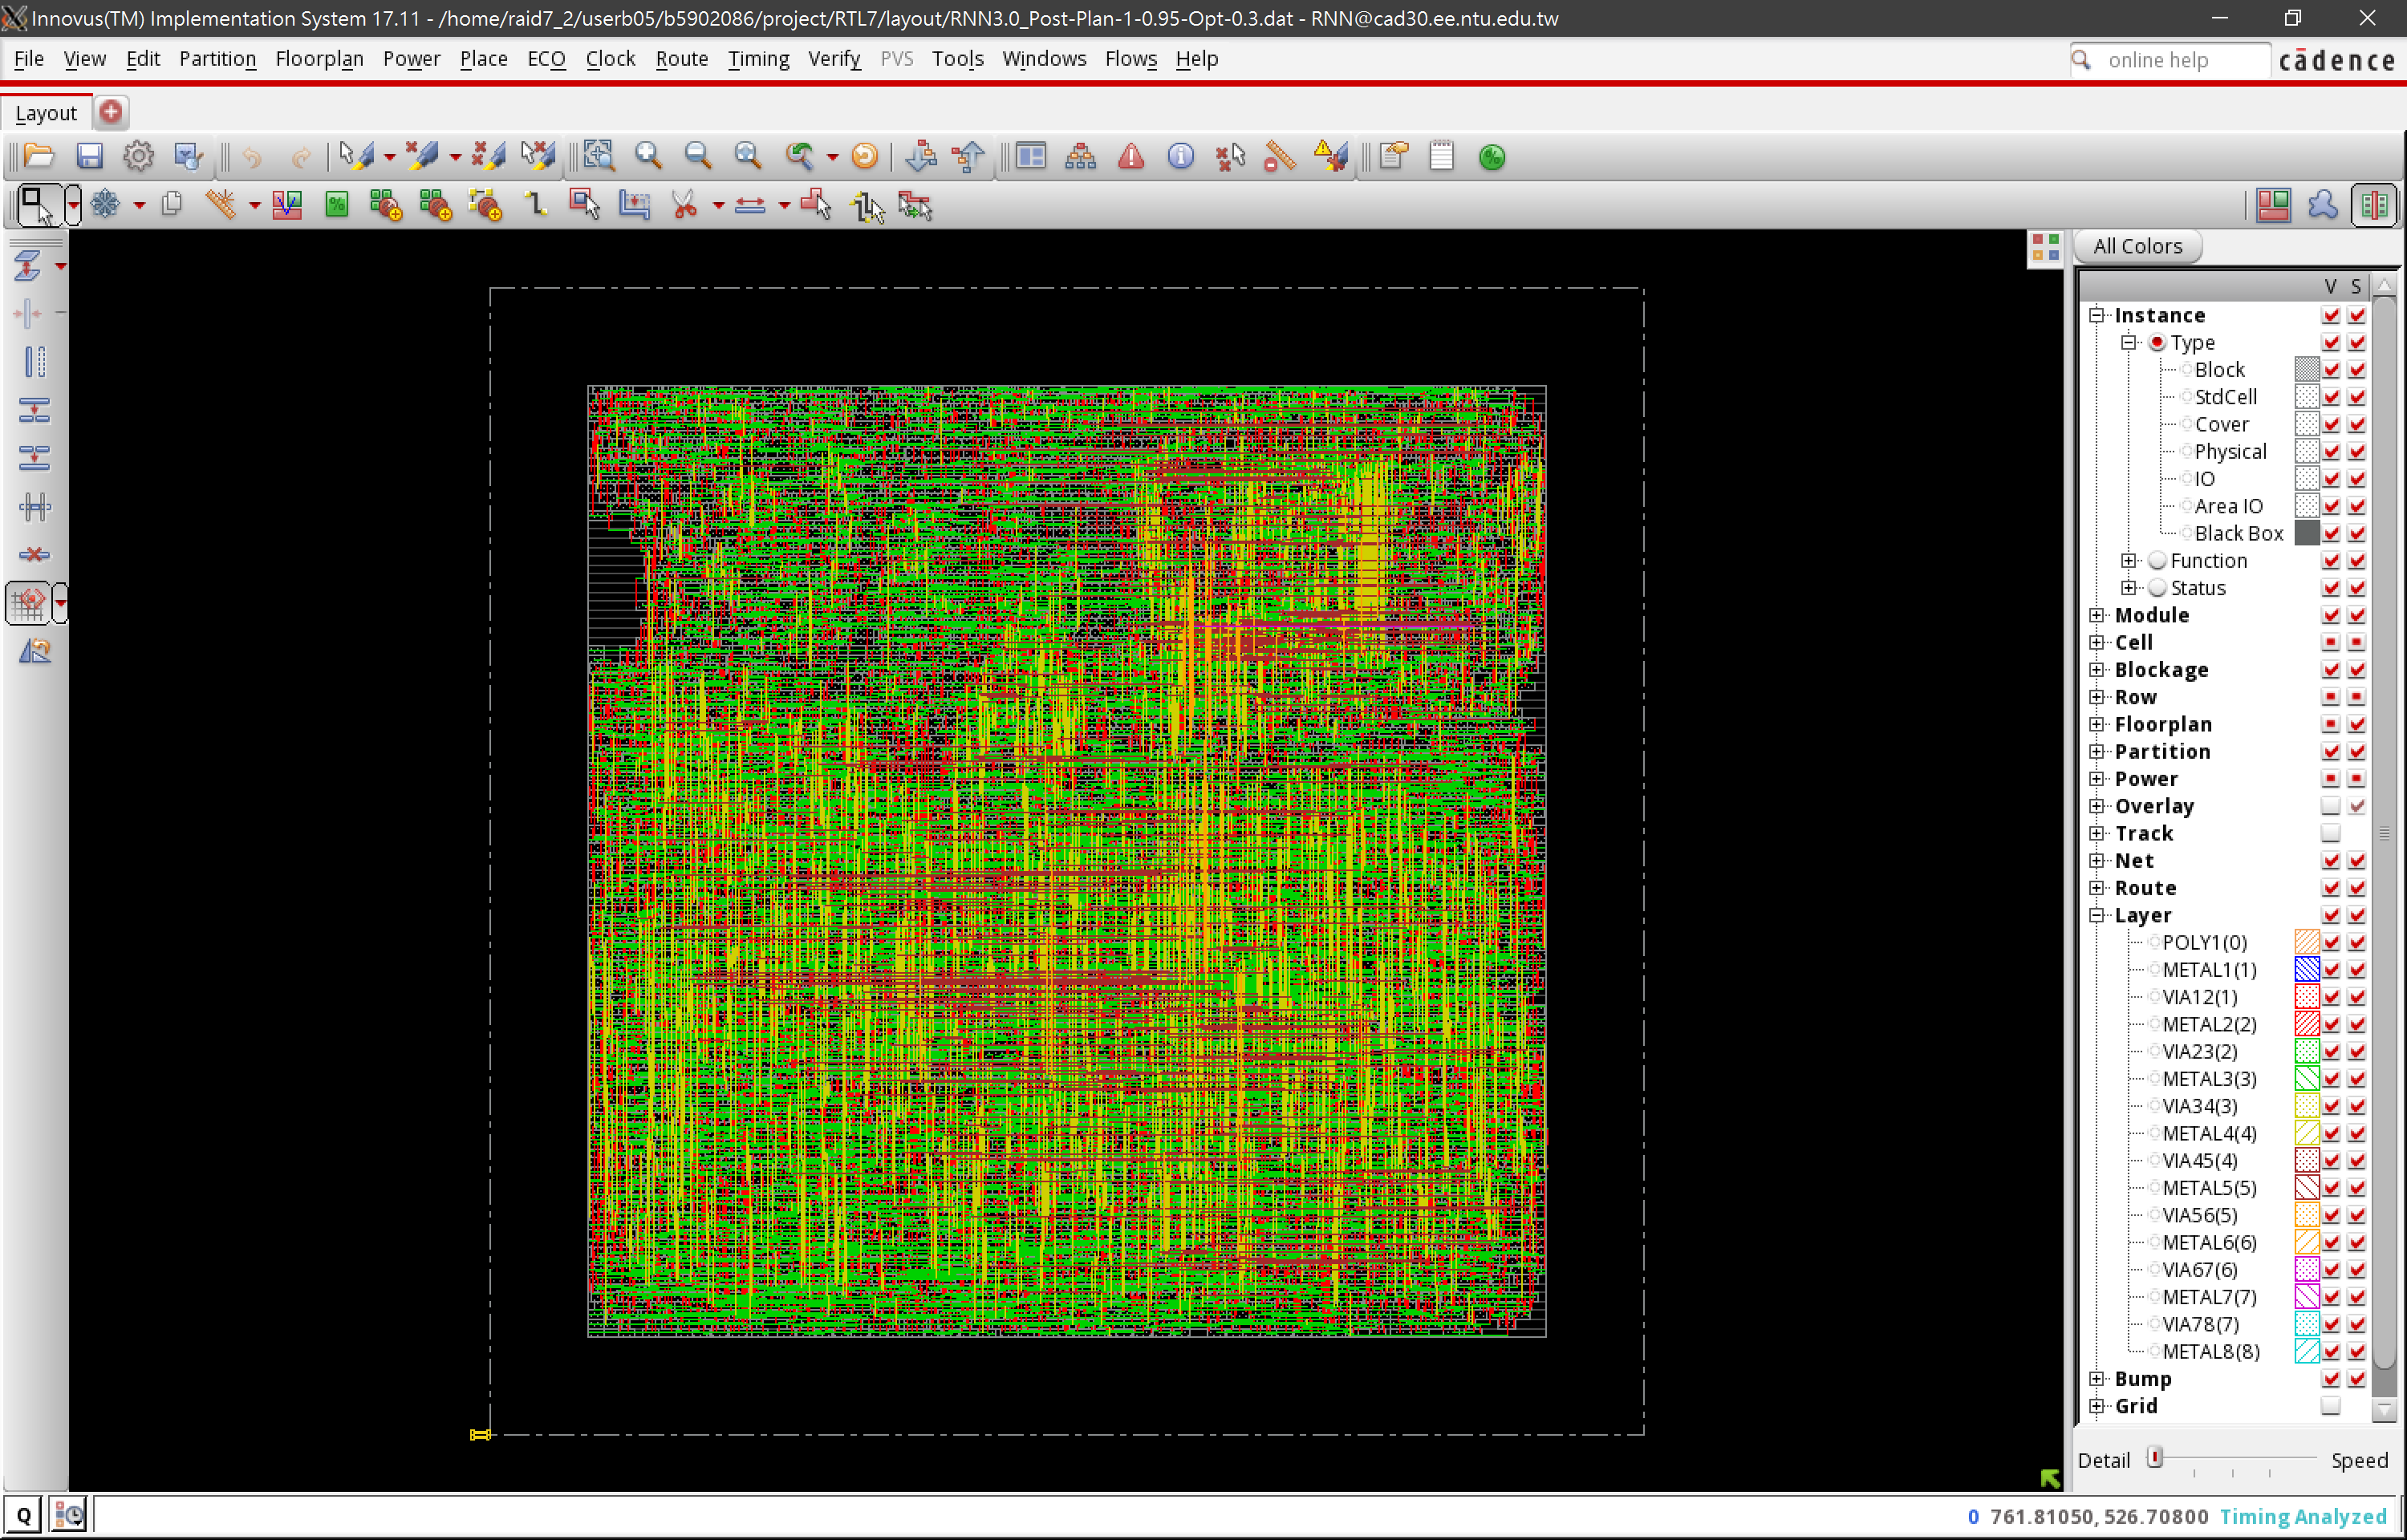 Innovus(TM) Implementation System 17.11 - /home/raid7_2/userb05/b5902086/project/RTL7/layout/RNN3.0_Post-Plan-1-0.95-Opt-0.3.dat - RNN@cad30.ee.ntu.edu.tw
File View Edit Partition Floorplan Power Place ECO Clock Route Timing Verify PVS Tools Windows Flows Help
online help
cādence
Layout
All Colors
V S
Instance
Type
Block
StdCell
Cover
Physical
IO
Area IO
Black Box
Function
Status
Module
Cell
Blockage
Row
Floorplan
Partition
Power
Overlay
Track
Net
Route
Layer
POLY1(0)
METAL1(1)
VIA12(1)
METAL2(2)
VIA23(2)
METAL3(3)
VIA34(3)
METAL4(4)
VIA45(4)
METAL5(5)
VIA56(5)
METAL6(6)
VIA67(6)
METAL7(7)
VIA78(7)
METAL8(8)
Bump
Grid
Detail Speed
Q
0 761.81050, 526.70800 Timing Analyzed